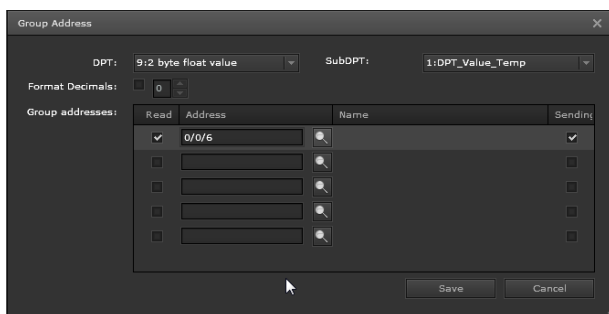 Group Address
DPT: 9:2 byte float value SubDPT: 1:DPT_Value_Temp
Format Decimals: 0
Group addresses: Read Address Name Sending
0/0/6
Save Cancel